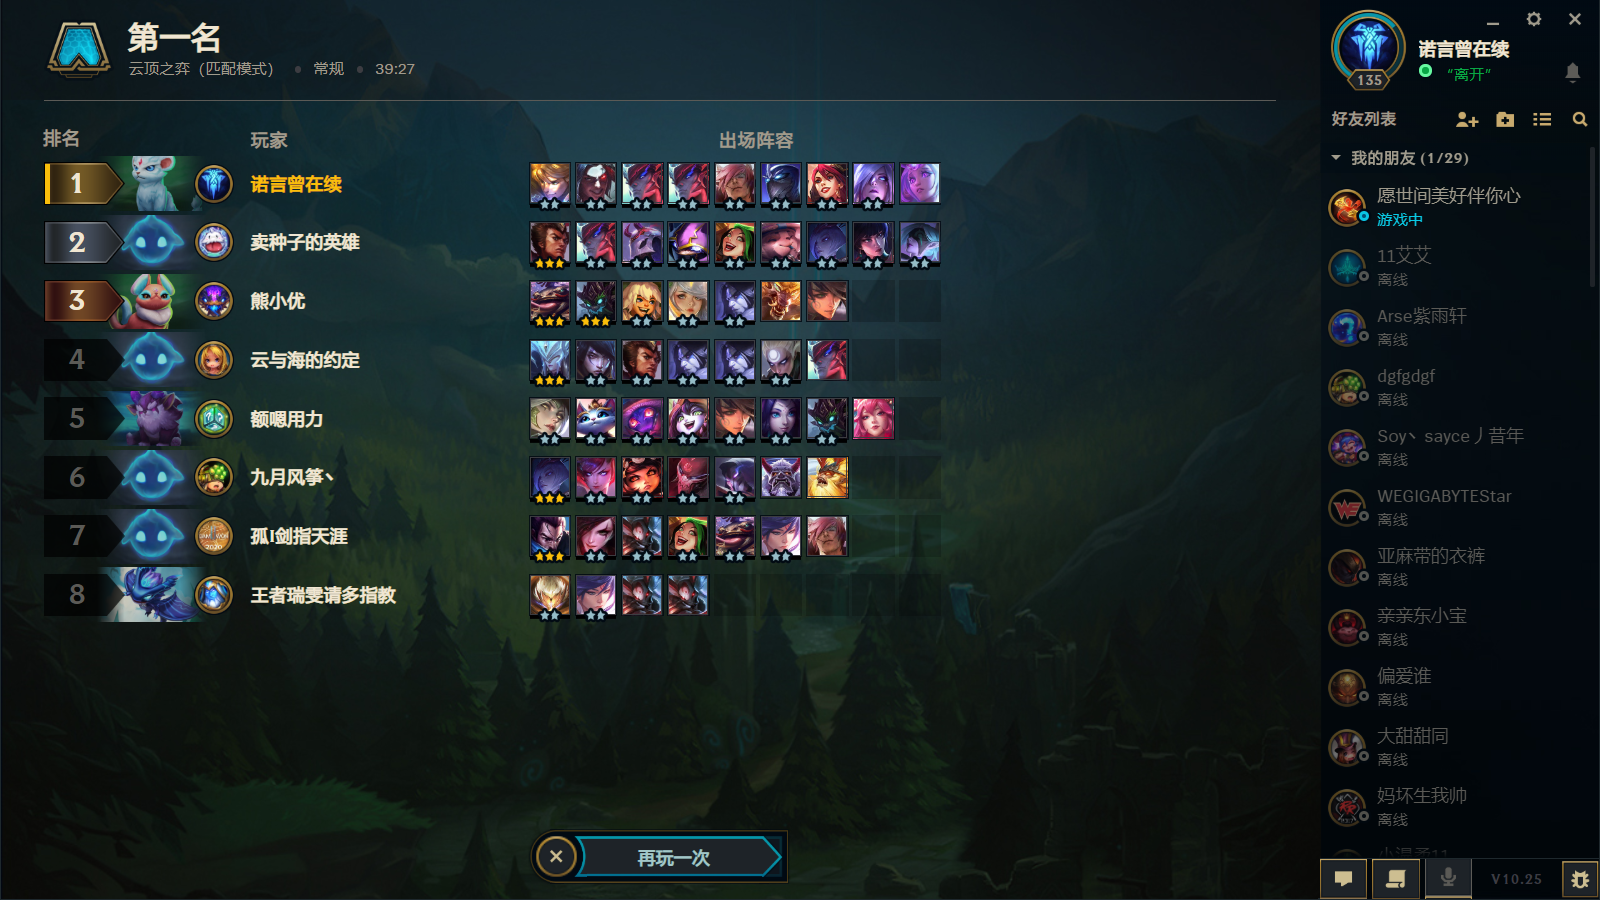 第一名
云顶之弈（匹配模式） • 常规 • 39:27
排名 玩家 出场阵容
1 诺言曾在续
2 卖种子的英雄
3 熊小优
4 云与海的约定
5 额嗯用力
6 九月风筝丶
7 孤I剑指天涯
8 王者瑞雯请多指教
再玩一次
135
诺言曾在续
“离开”
好友列表
我的朋友 (1/29)
愿世间美好伴你心
游戏中
11艾艾
离线
Arse紫雨轩
离线
dgfgdgf
离线
Soy丶sayce丿昔年
离线
WEGIGABYTEStar
离线
亚麻带的衣裤
离线
亲亲东小宝
离线
偏爱谁
离线
大甜甜同
离线
妈坏生我帅
离线
V10.25